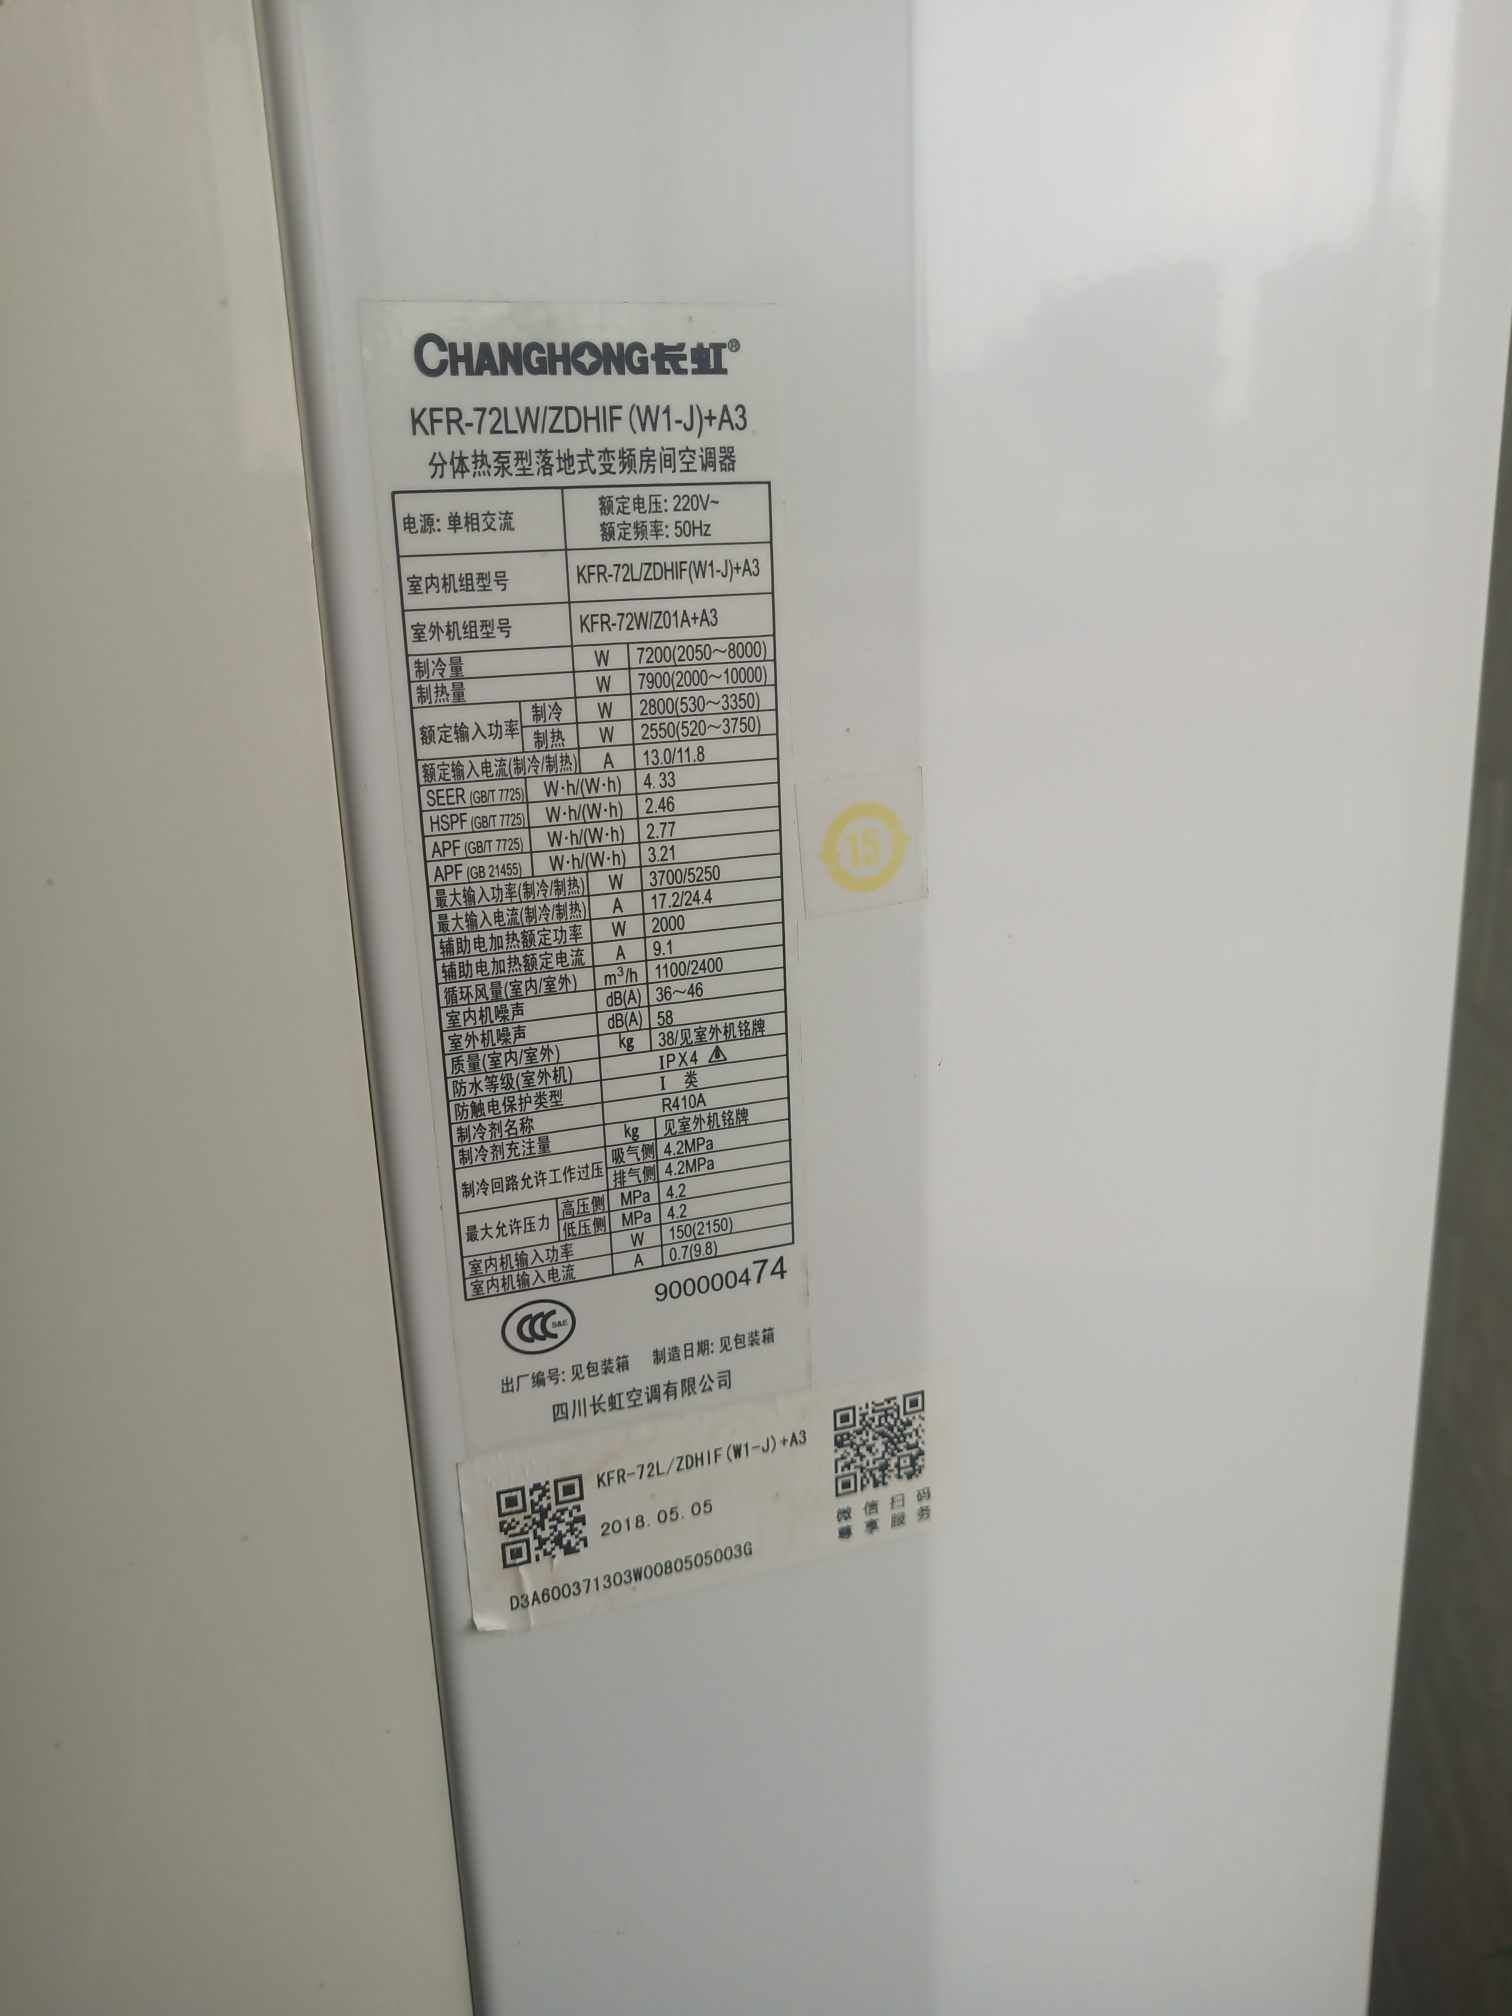 CHANGHONG长虹®
KFR-72LW/ZDHIF(W1-J)+A3
分体热泵型落地式变频房间空调器
电源: 单相交流 额定电压: 220V~
额定频率: 50Hz
室内机组型号 KFR-72L/ZDHIF(W1-J)+A3
室外机组型号 KFR-72W/Z01A+A3
制冷量 W 7200(2050~8000)
制热量 W 7900(2000~10000)
额定输入功率 制冷 W 2800(530~3350)
制热 W 2550(520~3750)
额定输入电流(制冷/制热) A 13.0/11.8
SEER (GB/T 7725) W·h/(W·h) 4.33
HSPF (GB/T 7725) W·h/(W·h) 2.46
APF (GB/T 7725) W·h/(W·h) 2.77
APF (GB 21455) W·h/(W·h) 3.21
最大输入功率(制冷/制热) W 3700/5250
最大输入电流(制冷/制热) A 17.2/24.4
辅助电加热额定功率 W 2000
辅助电加热额定电流 A 9.1
循环风量(室内/室外) m³/h 1100/2400
室内机噪声 dB(A) 36~46
室外机噪声 dB(A) 58
质量(室内/室外) kg 38/见室外机铭牌
防水等级(室外机) IPX4
防触电保护类型 I 类
制冷剂名称 R410A
制冷剂充注量 kg 见室外机铭牌
制冷回路允许工作过压 吸气侧 4.2MPa
排气侧 4.2MPa
最大允许压力 高压侧 MPa 4.2
低压侧 MPa 4.2
室内机输入功率 W 150(2150)
室内机输入电流 A 0.7(9.8)
900000474
CCC S&E
出厂编号: 见包装箱 制造日期: 见包装箱
四川长虹空调有限公司
15
KFR-72L/ZDHIF(W1-J)+A3
2018.05.05
D3A600371303W0080505003G
微信扫码
尊享服务